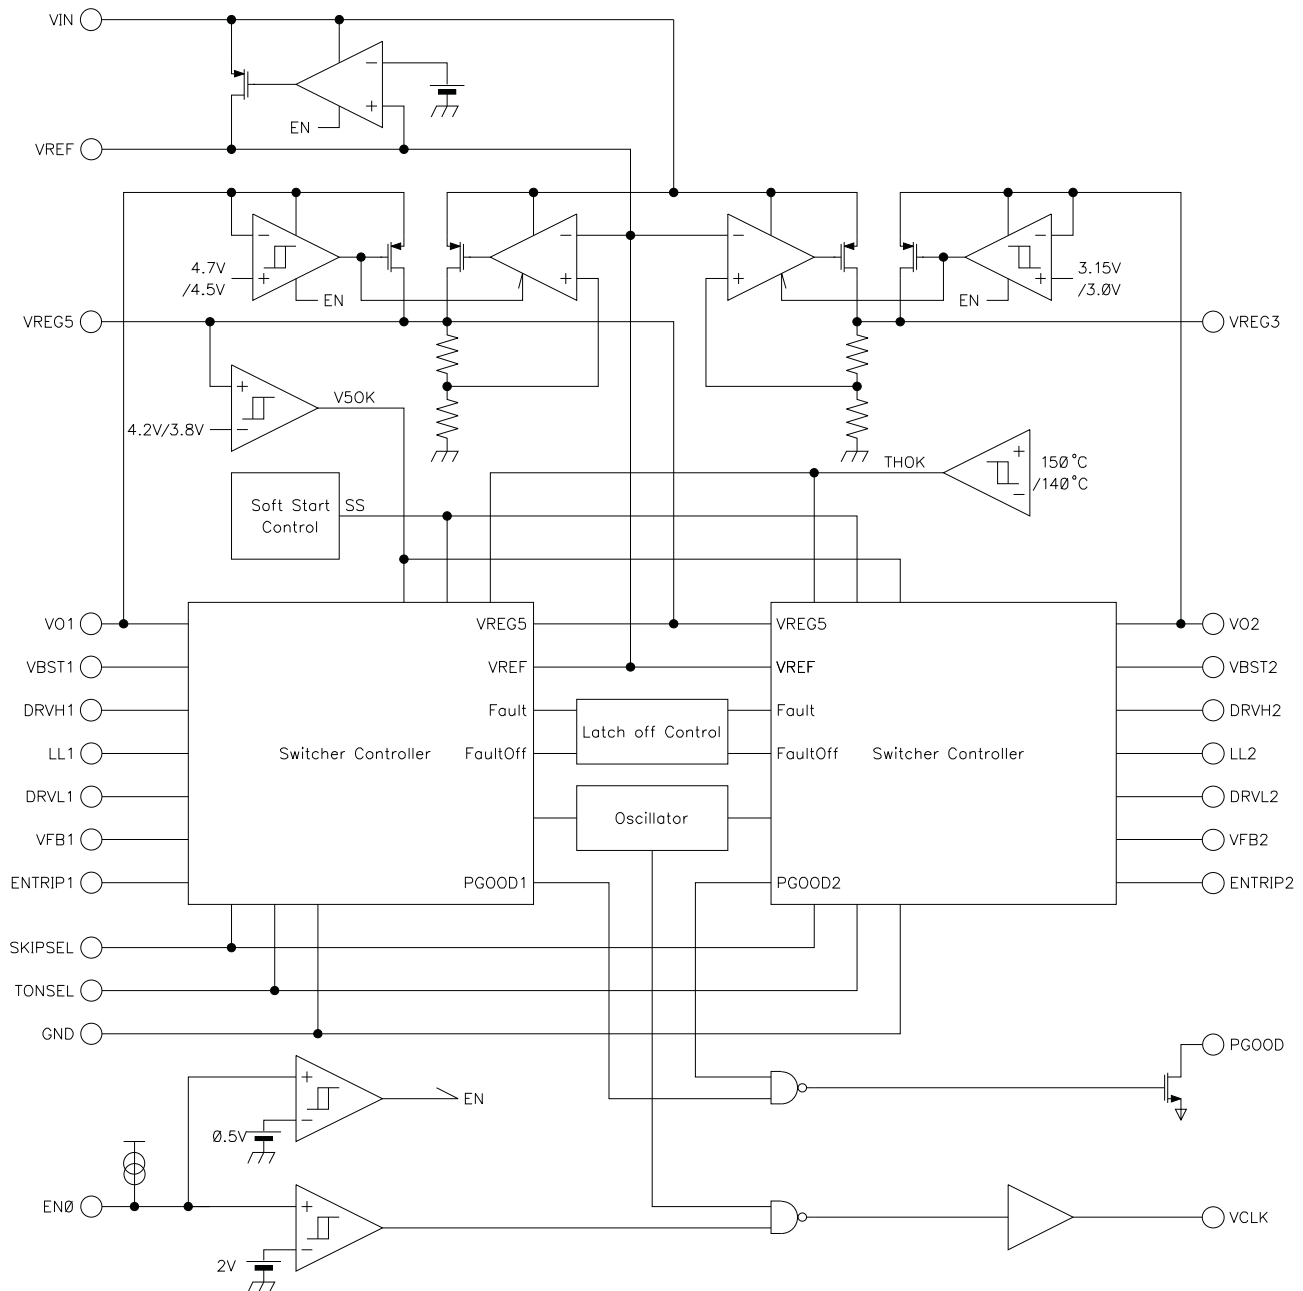 VIN
−
+
EN
VREF
−
−
−
−
4.7V
/4.5V
+
+
+
+
3.15V
/3.0V
EN
EN
VREG5
VREG3
+
V5OK
4.2V/3.8V
−
THOK
+
−
150°C
/140°C
Soft Start
Control
SS
VO1
VREG5
VREG5
VO2
VBST1
VREF
VREF
VBST2
DRVH1
Fault
Latch off Control
Fault
DRVH2
LL1
Switcher Controller
FaultOff
FaultOff
Switcher Controller
LL2
DRVL1
Oscillator
DRVL2
VFB1
VFB2
ENTRIP1
PGOOD1
PGOOD2
ENTRIP2
SKIPSEL
TONSEL
GND
PGOOD
+
EN
−
0.5V
EN0
+
VCLK
−
2V